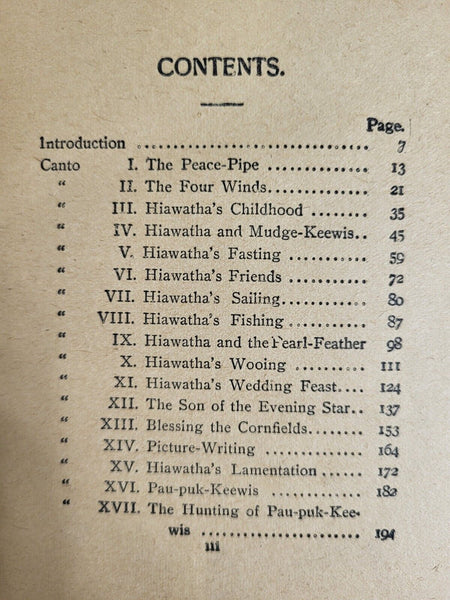 CONTENTS.
Page.
Introduction .................... 7
Canto I. The Peace-Pipe .............. 13
“ II. The Four Winds............. 21
“ III. Hiawatha's Childhood ........ 35
“ IV. Hiawatha and Mudge-Keewis.. 45
“ V. Hiawatha's Fasting ........... 59
“ VI. Hiawatha's Friends .......... 72
“ VII. Hiawatha's Sailing........... 80
“ VIII. Hiawatha's Fishing .......... 87
“ IX. Hiawatha and the Pearl-Feather 98
“ X. Hiawatha's Wooing .......... 111
“ XI. Hiawatha's Wedding Feast.... 124
“ XII. The Son of the Evening Star.. 137
“ XIII. Blessing the Cornfields....... 153
“ XIV. Picture-Writing ............. 164
“ XV. Hiawatha's Lamentation ...... 172
“ XVI. Pau-puk-Keewis ............. 182
“ XVII. The Hunting of Pau-puk-Kee-
wis .................... 194
iii